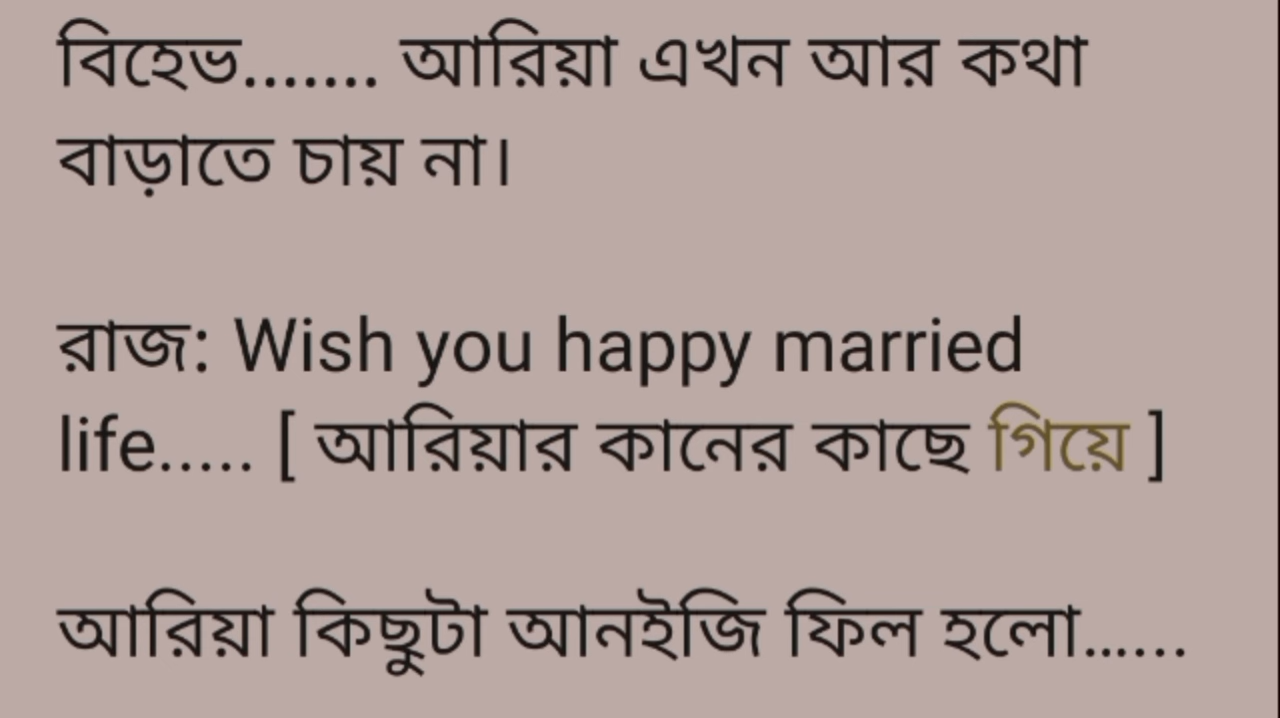 বিহেভ....... আরিয়া এখন আর কথা
বাড়াতে চায় না।
রাজ: Wish you happy married
life..... [ আরিয়ার কানের কাছে গিয়ে ]
আরিয়া কিছুটা আনইজি ফিল হলো......